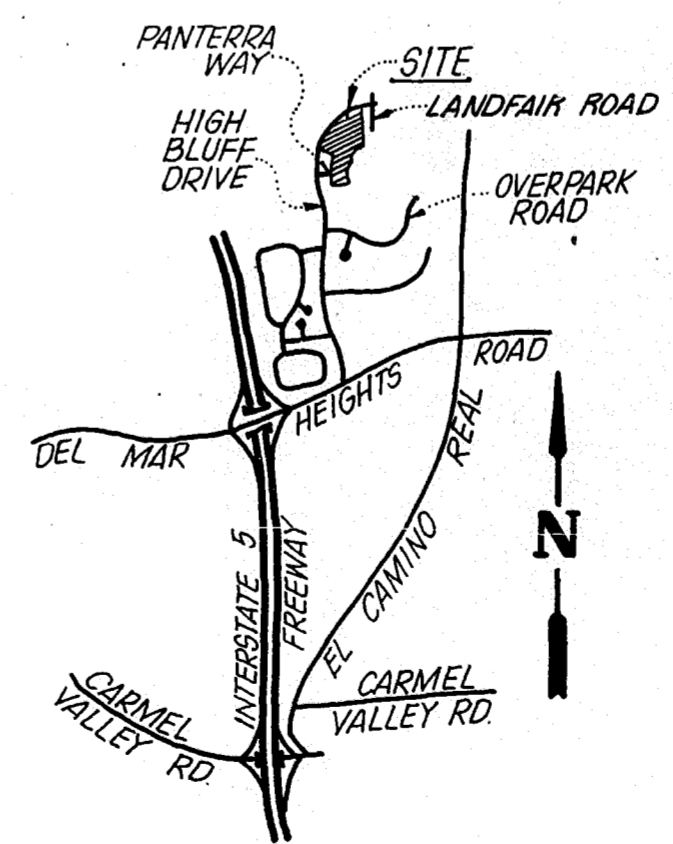 PANTERRA
WAY
SITE
LANDFAIR ROAD
HIGH
BLUFF
DRIVE
OVERPARK
ROAD
DEL MAR HEIGHTS ROAD
EL CAMINO REAL
N
INTERSTATE 5
FREEWAY
CARMEL
VALLEY RD.
CARMEL
VALLEY RD.